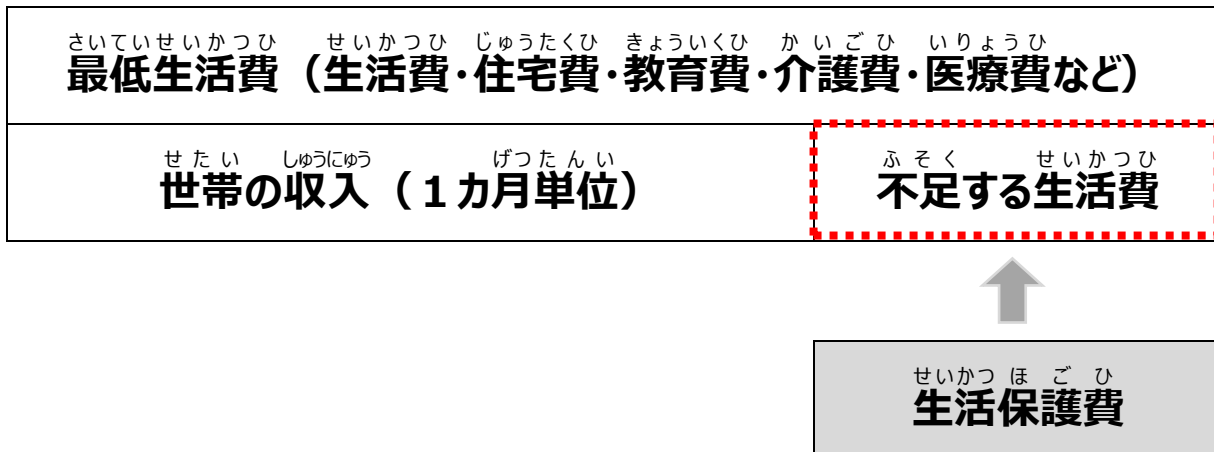 さいていせいかつひ せいかつひ じゅうたくひ きょういくひ かいごひ いりょうひ
最低生活費（生活費・住宅費・教育費・介護費・医療費など）
せたい しゅうにゅう げつたんい
世帯の収入（１カ月単位）
ふそく せいかつひ
不足する生活費
せいかつほごひ
生活保護費